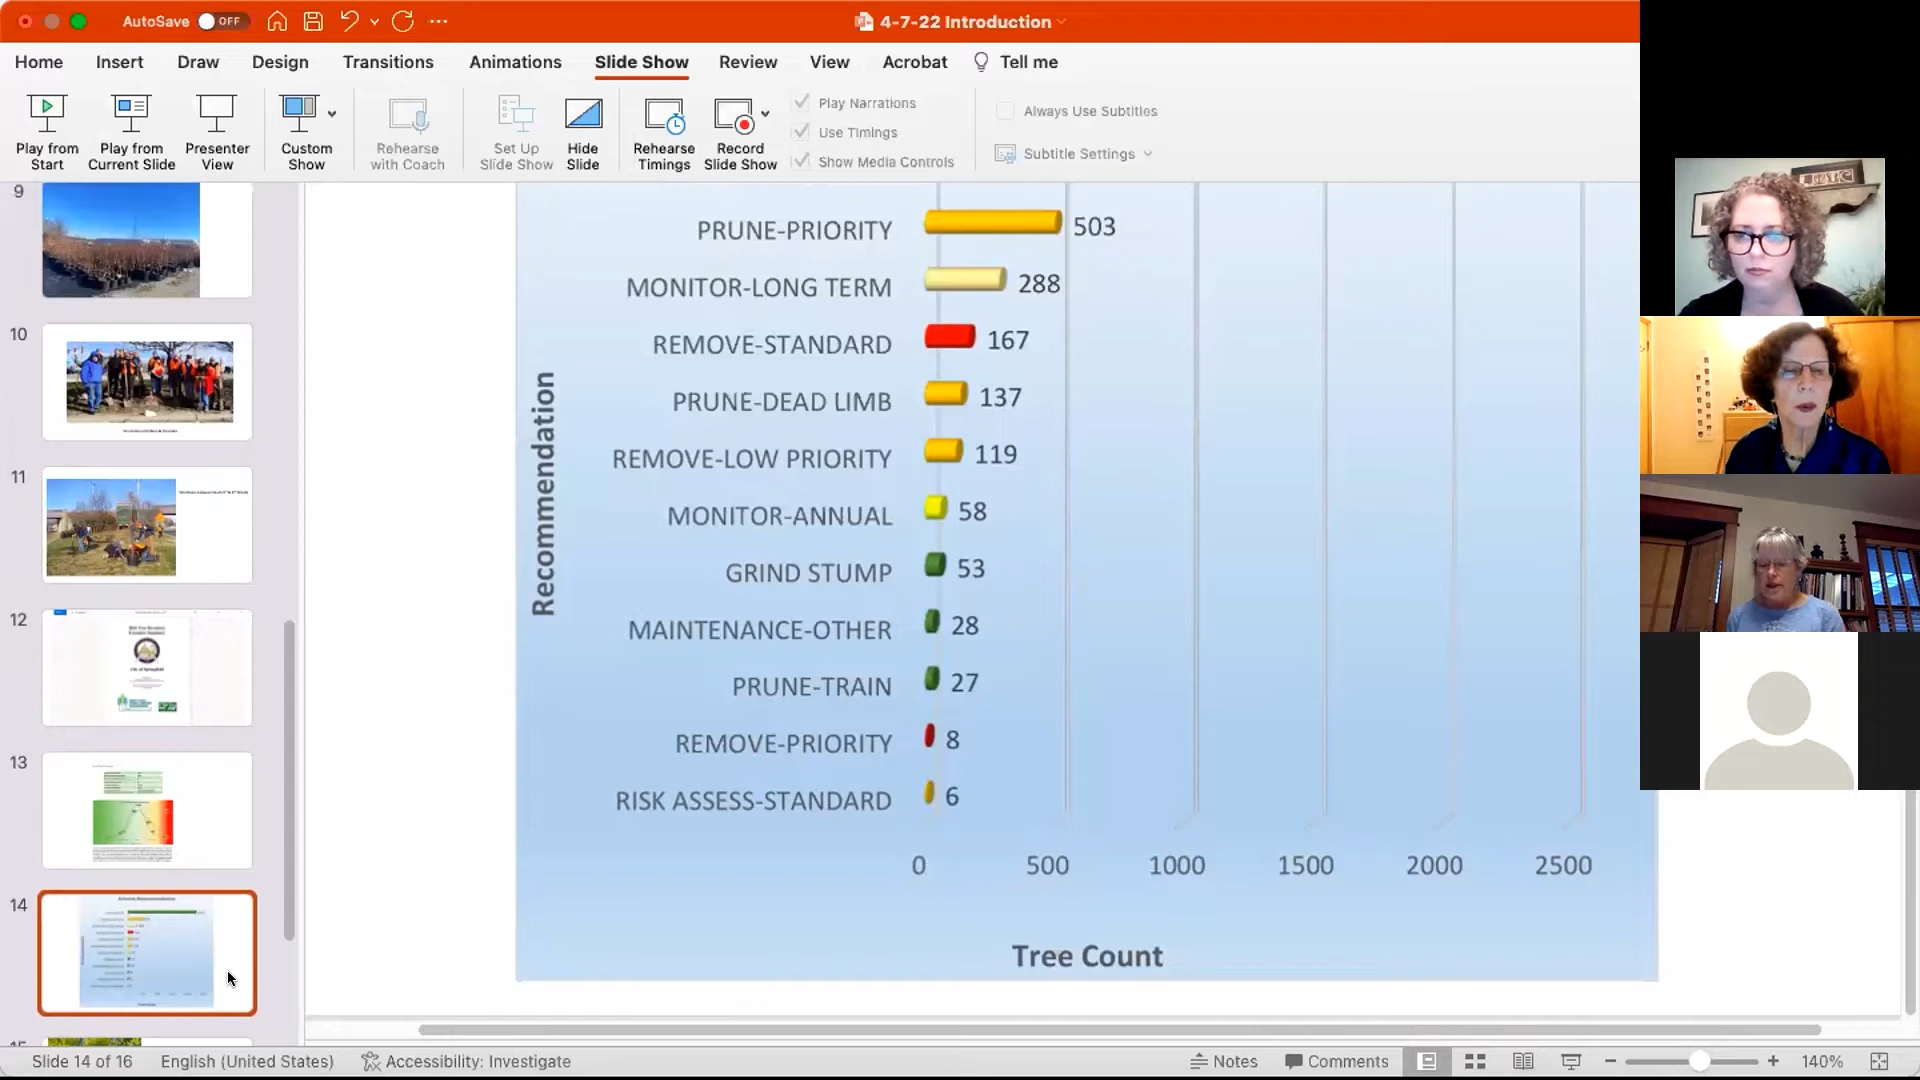 AutoSave OFF
4-7-22 Introduction
Home Insert Draw Design Transitions Animations Slide Show Review View Acrobat Tell me
Play from Start
Play from Current Slide
Presenter View
Custom Show
Rehearse with Coach
Set Up Slide Show
Hide Slide
Rehearse Timings
Record Slide Show
Play Narrations
Use Timings
Show Media Controls
Always Use Subtitles
Subtitle Settings
9
10
11
12
13
14
Recommendation
PRUNE-PRIORITY 503
MONITOR-LONG TERM 288
REMOVE-STANDARD 167
PRUNE-DEAD LIMB 137
REMOVE-LOW PRIORITY 119
MONITOR-ANNUAL 58
GRIND STUMP 53
MAINTENANCE-OTHER 28
PRUNE-TRAIN 27
REMOVE-PRIORITY 8
RISK ASSESS-STANDARD 6
0 500 1000 1500 2000 2500
Tree Count
Slide 14 of 16 English (United States) Accessibility: Investigate Notes Comments 140%